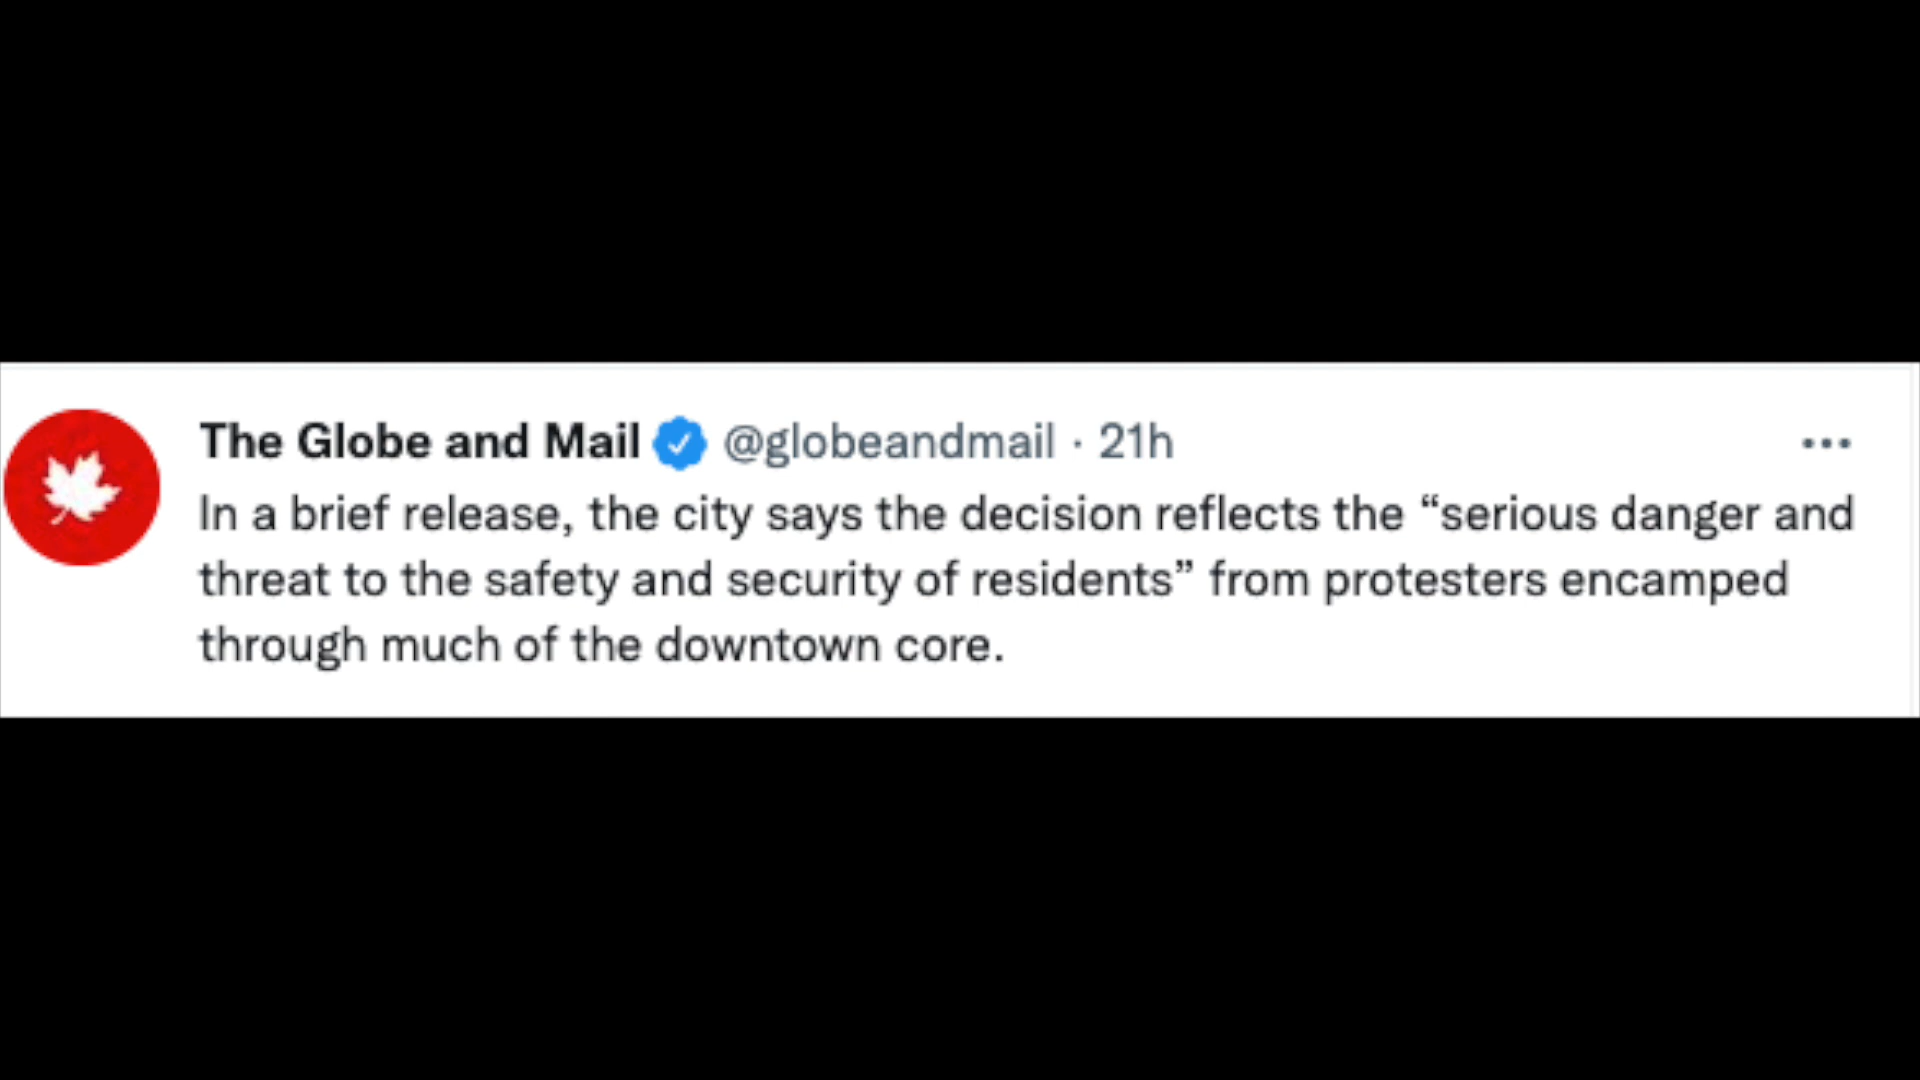 The Globe and Mail @globeandmail · 21h
In a brief release, the city says the decision reflects the “serious danger and
threat to the safety and security of residents” from protesters encamped
through much of the downtown core.